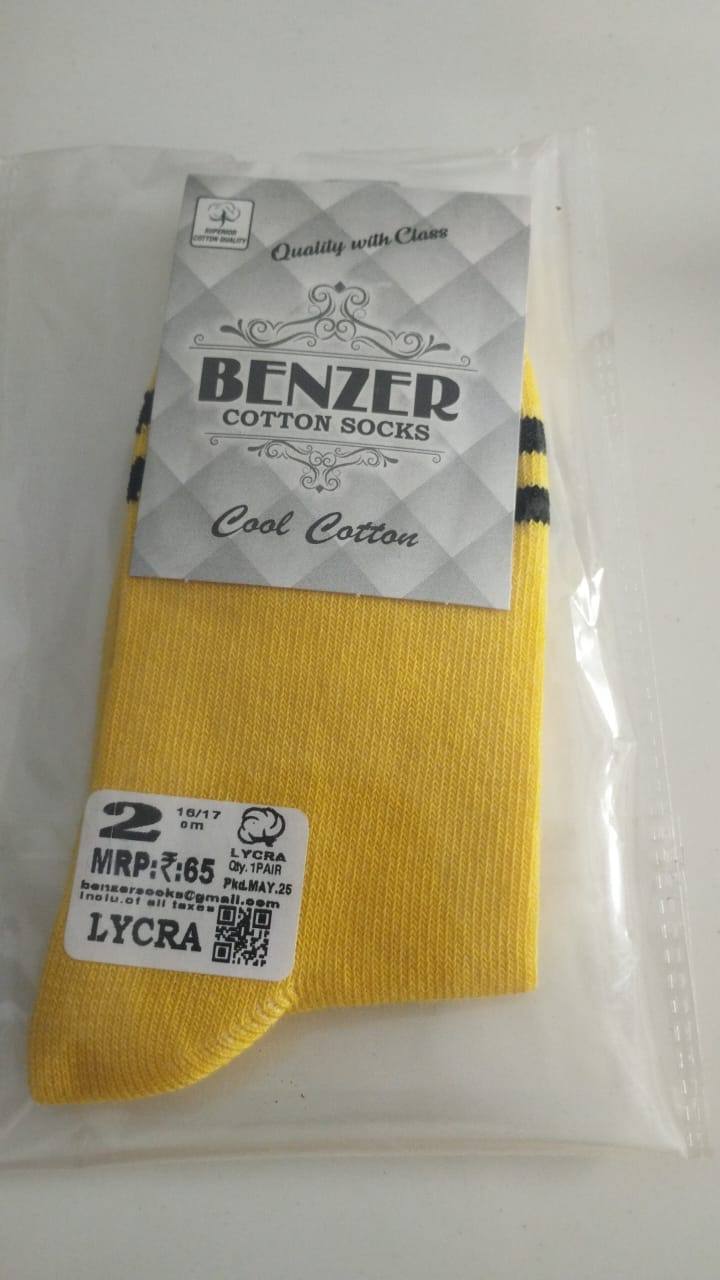 SUPERIOR
COTTON QUALITY
Quality with Class
BENZER
COTTON SOCKS
Cool Cotton
2
16/17
cm
LYCRA
MRP:₹:65
Qty. 1PAIR
Pkd.MAY.25
benzersocks@gmail.com
Inclu.of all taxes
LYCRA